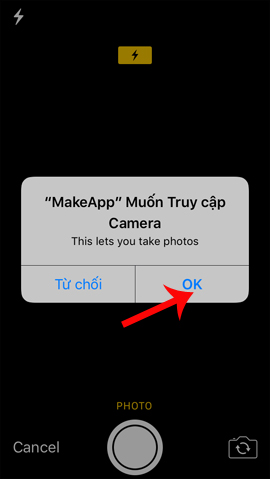 “MakeApp” Muốn Truy cập
Camera
This lets you take photos
Từ chối
OK
PHOTO
Cancel